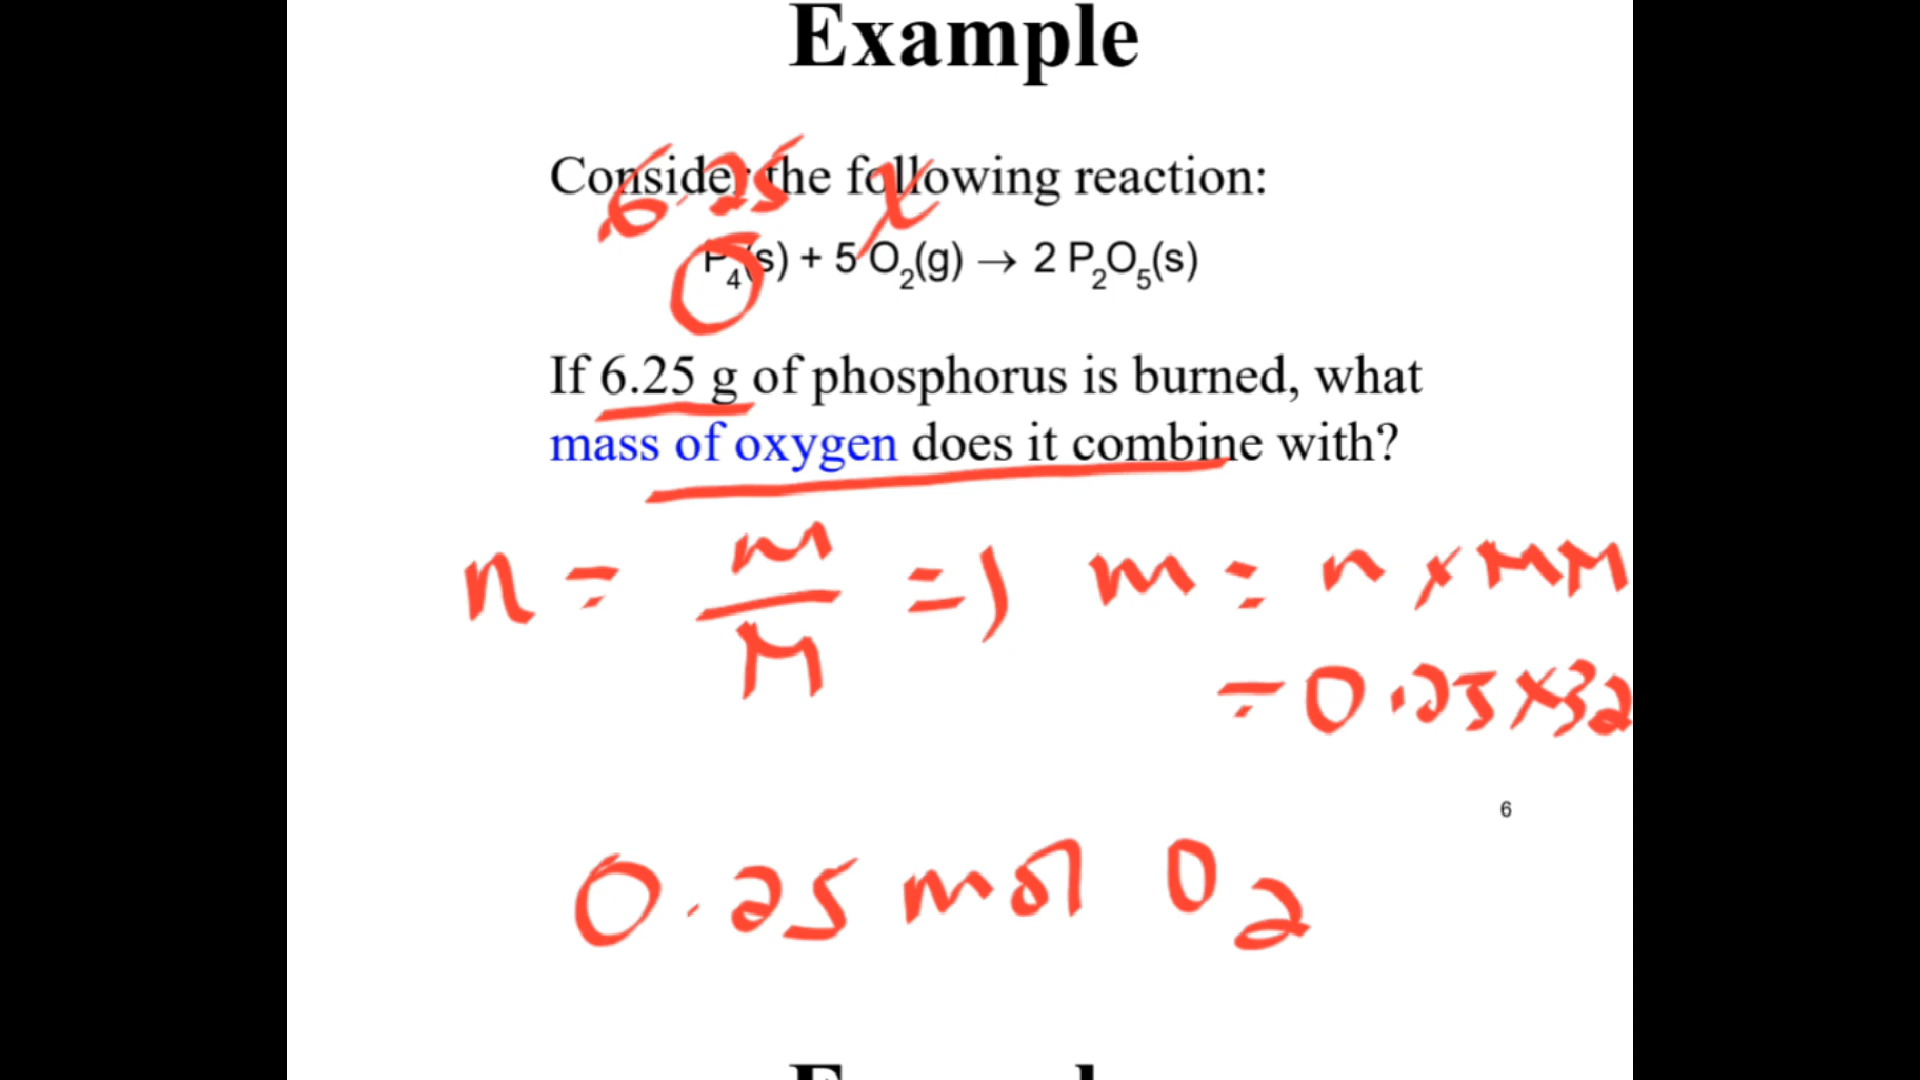 Example
Consider the following reaction:
6.25 x
P4(s) + 5 O2(g) → 2 P2O5(s)
If 6.25 g of phosphorus is burned, what
mass of oxygen does it combine with?
n = m/M => m = n x MM
= 0.25 x 32
6
0.25 mol O2